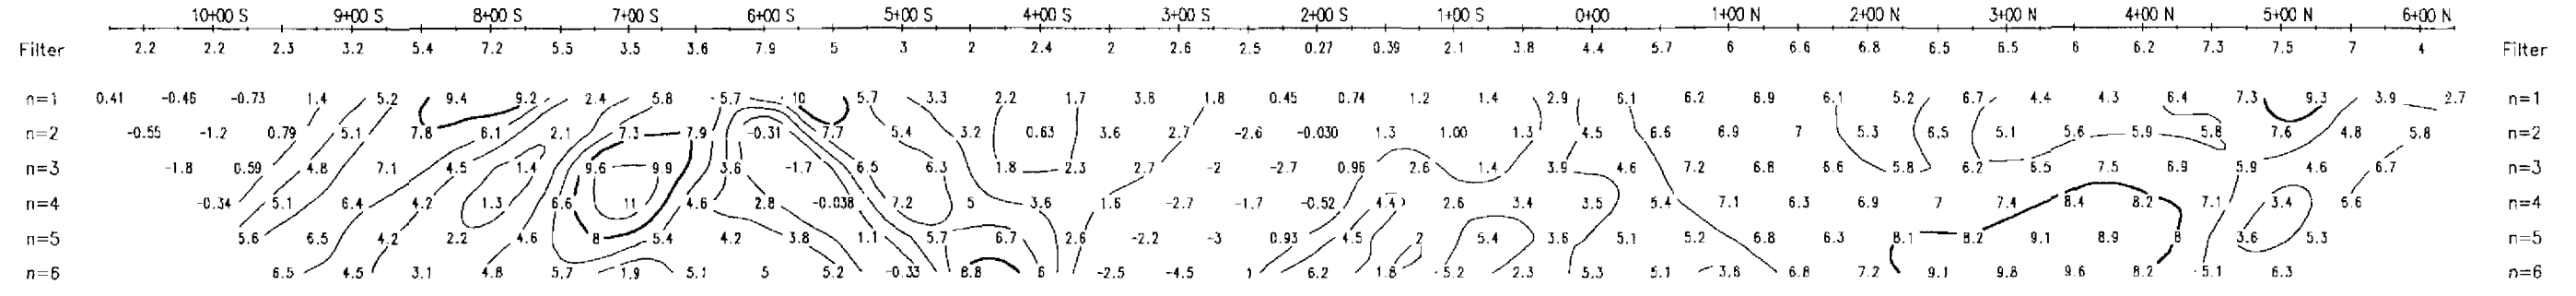 10+00 S 9+00 S 8+00 S 7+00 S 6+00 S 5+00 S 4+00 S 3+00 S 2+00 S 1+00 S 0+00 1+00 N 2+00 N 3+00 N 4+00 N 5+00 N 6+00 N
Filter 2.2 2.2 2.3 3.2 5.4 7.2 5.5 3.5 3.6 7.9 5 3 2 2.4 2 2.6 2.5 0.27 0.39 2.1 3.8 4.4 5.7 6 6.6 6.8 6.5 6.5 6 6.2 7.3 7.5 7 4 Filter
n=1 0.41 -0.46 -0.73 1.4 5.2 9.4 9.2 2.4 5.8 5.7 10 5.7 3.3 2.2 1.7 3.6 1.8 0.45 0.74 1.2 1.4 2.9 6.1 6.2 6.9 6.1 5.2 6.7 4.4 4.3 6.4 7.3 9.3 3.9 2.7 n=1
n=2 -0.55 -1.2 0.79 5.1 7.8 6.1 2.1 7.3 7.9 -0.31 7.7 5.4 3.2 0.63 3.6 2.7 -2.6 -0.030 1.3 1.00 1.3 4.5 6.6 6.9 7 5.3 6.5 5.1 5.6 5.9 5.8 7.6 4.8 5.8 n=2
n=3 -1.8 0.59 4.8 7.1 4.5 1.4 9.6 9.9 3.6 -1.7 6.5 6.3 1.8 2.3 2.7 -2 -2.7 0.96 2.6 1.4 3.9 4.6 7.2 6.8 6.6 5.8 6.2 6.5 7.5 6.9 5.9 4.6 6.7 n=3
n=4 -0.34 5.1 6.4 4.2 1.3 6.6 11 4.6 2.8 -0.038 7.2 5 3.6 1.6 -2.7 -1.7 -0.52 4.4 2.6 3.4 3.5 5.4 7.1 6.3 6.9 7 7.4 8.4 8.2 7.1 3.4 5.6 n=4
n=5 5.6 6.5 4.2 2.2 4.6 8 5.4 4.2 3.8 1.1 5.7 6.7 2.6 -2.2 -3 0.93 4.5 2 5.4 3.6 5.1 5.2 6.8 6.3 8.1 8.2 9.1 8.9 8 3.6 5.3 n=5
n=6 6.5 4.5 3.1 4.8 5.7 1.9 5.1 5 5.2 -0.33 8.8 6 -2.5 -4.5 1 6.2 1.8 5.2 2.3 5.3 5.1 3.8 6.8 7.2 9.1 9.8 9.6 8.2 5.1 6.3 n=6